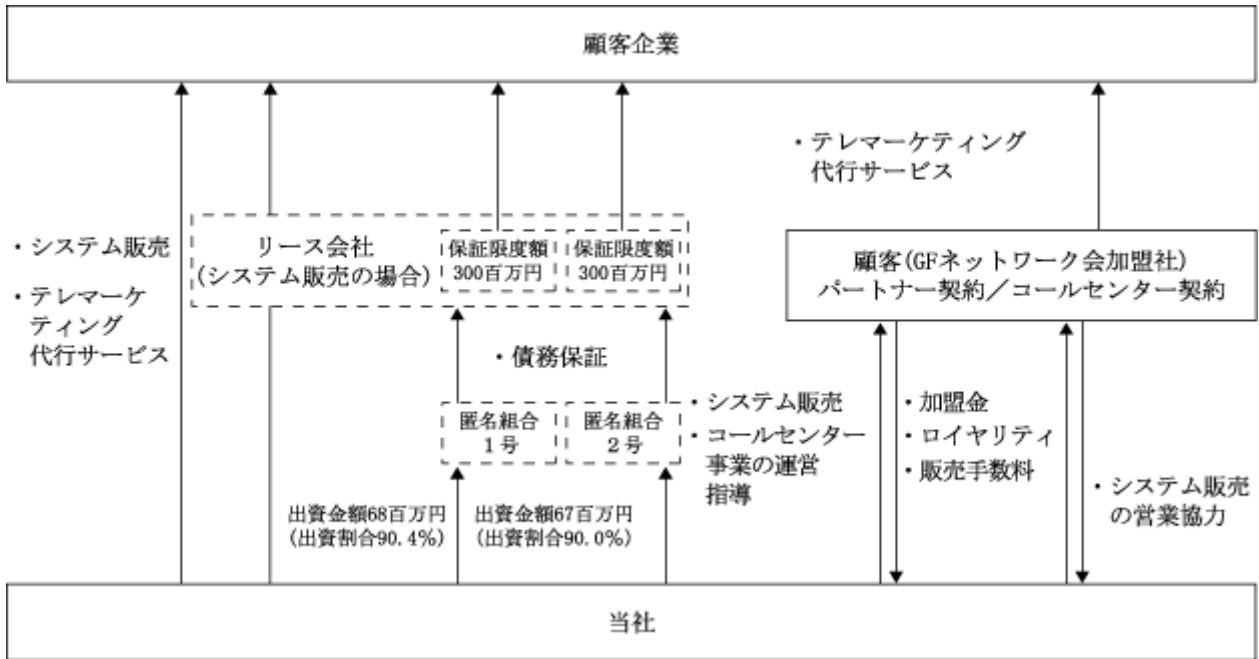 顧客企業
・テレマーケティング
代行サービス
・システム販売
・テレマーケ
ティング
代行サービス
リース会社
(システム販売の場合)
保証限度額
300百万円
保証限度額
300百万円
顧客(GFネットワーク会加盟社)
パートナー契約／コールセンター契約
・債務保証
匿名組合
1号
匿名組合
2号
・システム販売
・コールセンター
事業の運営
指導
・加盟金
・ロイヤリティ
・販売手数料
・システム販売
の営業協力
出資金額68百万円
(出資割合90.4%)
出資金額67百万円
(出資割合90.0%)
当社